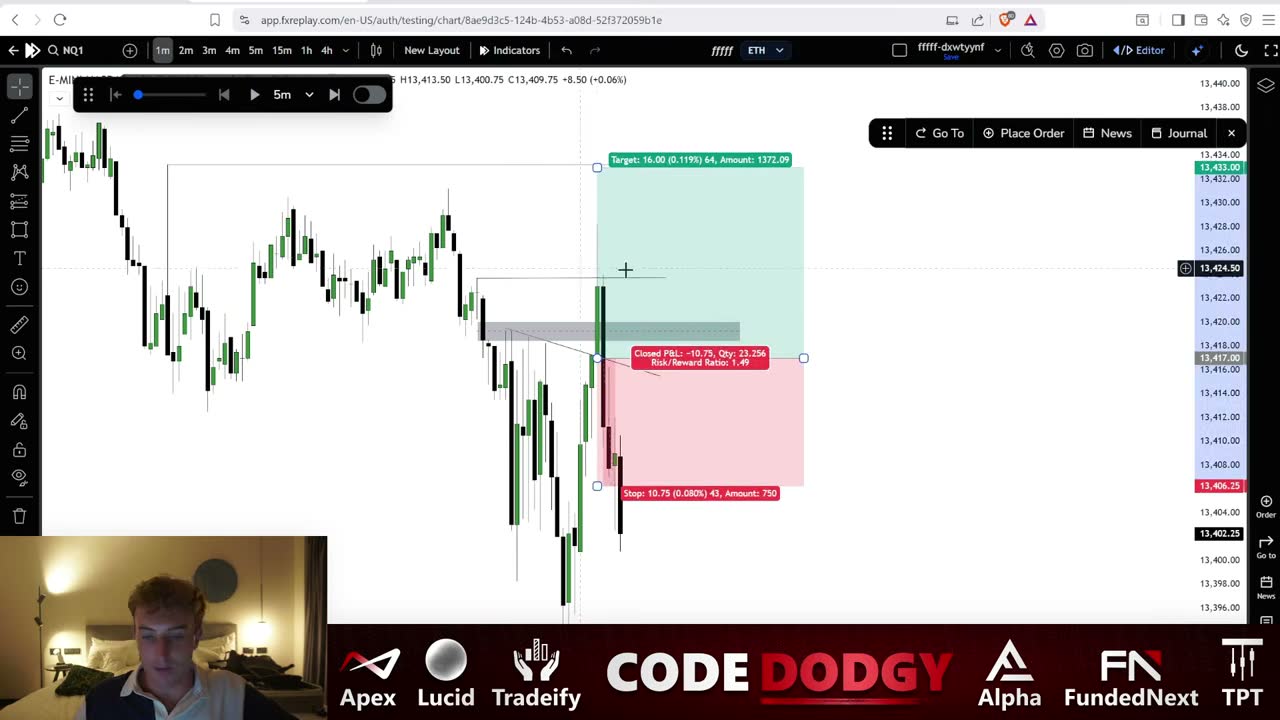 app.fxreplay.com/en-US/auth/testing/chart/8ae9d3c5-124b-4b53-a08d-52f372059b1e
NQ1
1m 2m 3m 4m 5m 15m 1h 4h
New Layout
Indicators
fffff
ETH
fffff-dxwtyynf
Save
Editor
E-MINI
H13,413.50 L13,400.75 C13,409.75 +8.50 (+0.06%)
5m
Go To
Place Order
News
Journal
Target: 16.00 (0.119%) 64, Amount: 1372.09
Closed P&L: −10.75, Qty: 23.256
Risk/Reward Ratio: 1.49
Stop: 10.75 (0.080%) 43, Amount: 750
13,440.00
13,438.00
13,434.00
13,433.00
13,432.00
13,430.00
13,428.00
13,426.00
13,424.50
13,422.00
13,420.00
13,418.00
13,417.00
13,416.00
13,414.00
13,412.00
13,410.00
13,408.00
13,406.25
13,404.00
13,402.25
13,400.00
13,398.00
13,396.00
Order
Go to
News
Apex
Lucid
Tradeify
CODE DODGY
Alpha
FN
FundedNext
TPT